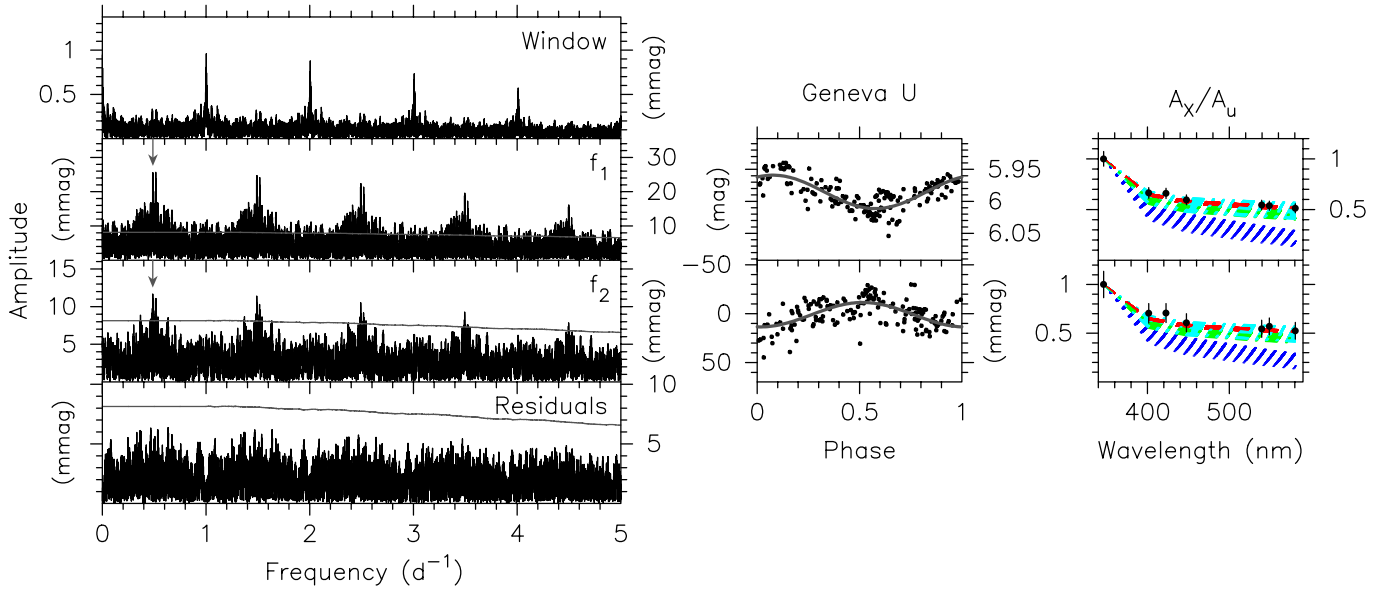 Window
1
0.5
(mmag)
f₁
(mmag)
30
20
10
Amplitude
f₂
15
10
5
(mmag)
Residuals
(mmag)
10
5
0 1 2 3 4 5
Frequency (d⁻¹)
Geneva U
(mag)
5.95
6
6.05
−50
0
50
(mmag)
0 0.5 1
Phase
Aₓ/Aᵤ
1
0.5
1
0.5
400 500
Wavelength (nm)